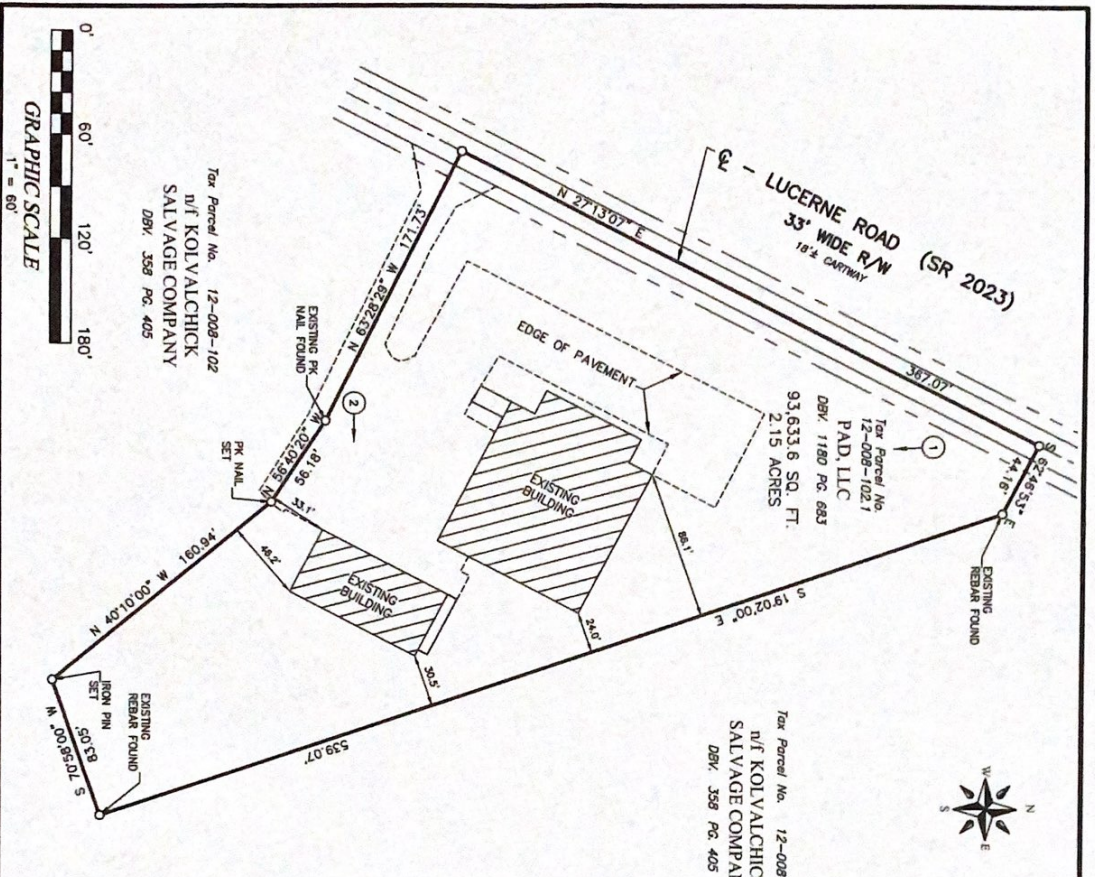 ℄ - LUCERNE ROAD (SR 2023)
33' WIDE R/W
18'± CARTWAY
N 27°13'07" E
367.07'
S 62°46'53" E
44.16'
EXISTING
REBAR FOUND
1
Tax Parcel No.
12-008-102.1
PAD, LLC
DBV. 1180 PG. 683
93,633.6 SQ. FT.
2.15 ACRES
EDGE OF PAVEMENT
EXISTING
BUILDING
86.1'
24.0'
S 19°02'00" E
539.07'
N 63°28'29" W 171.73'
EXISTING PK
NAIL FOUND
2
N 56°40'20" W
56.18'
PK NAIL
SET
33.1'
48.2'
EXISTING
BUILDING
30.5'
N 40°10'00" W 160.94'
IRON PIN
SET
S 70°58'00" W
83.05'
EXISTING
REBAR FOUND
Tax Parcel No. 12-008-102
n/f KOLVALCHICK
SALVAGE COMPANY
DBV. 358 PG. 405
Tax Parcel No. 12-008
n/f KOLVALCHIC
SALVAGE COMPA
DBV. 358 PG. 405
N
E
S
W
0' 60' 120' 180'
GRAPHIC SCALE
1" = 60'